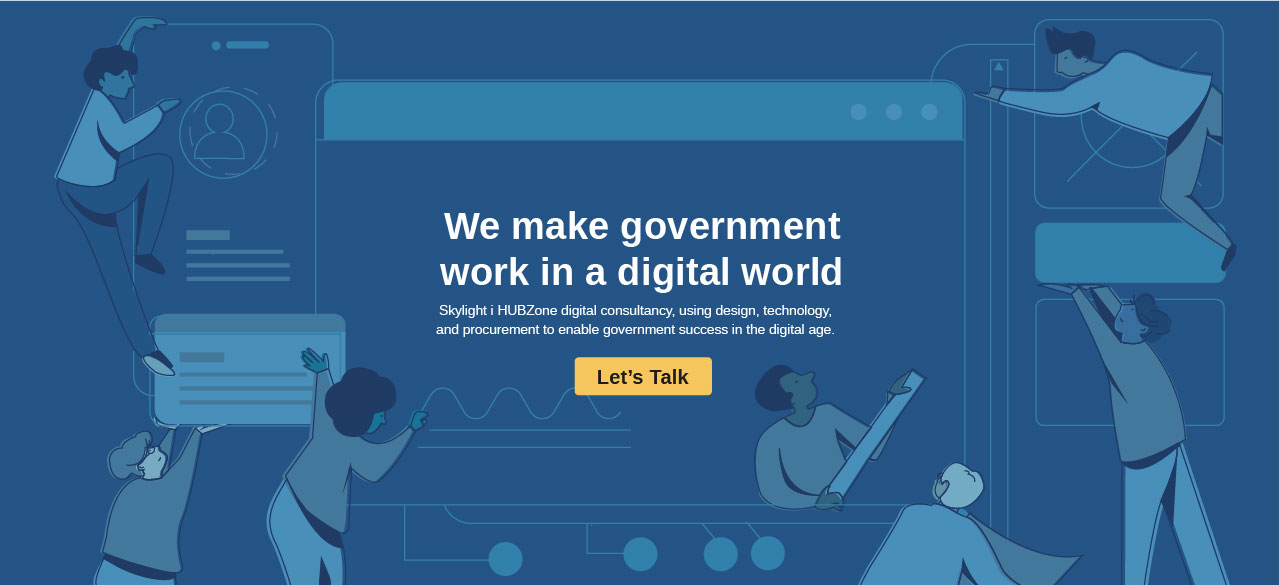 We make government
work in a digital world
Skylight i HUBZone digital consultancy, using design, technology,
and procurement to enable government success in the digital age.
Let’s Talk